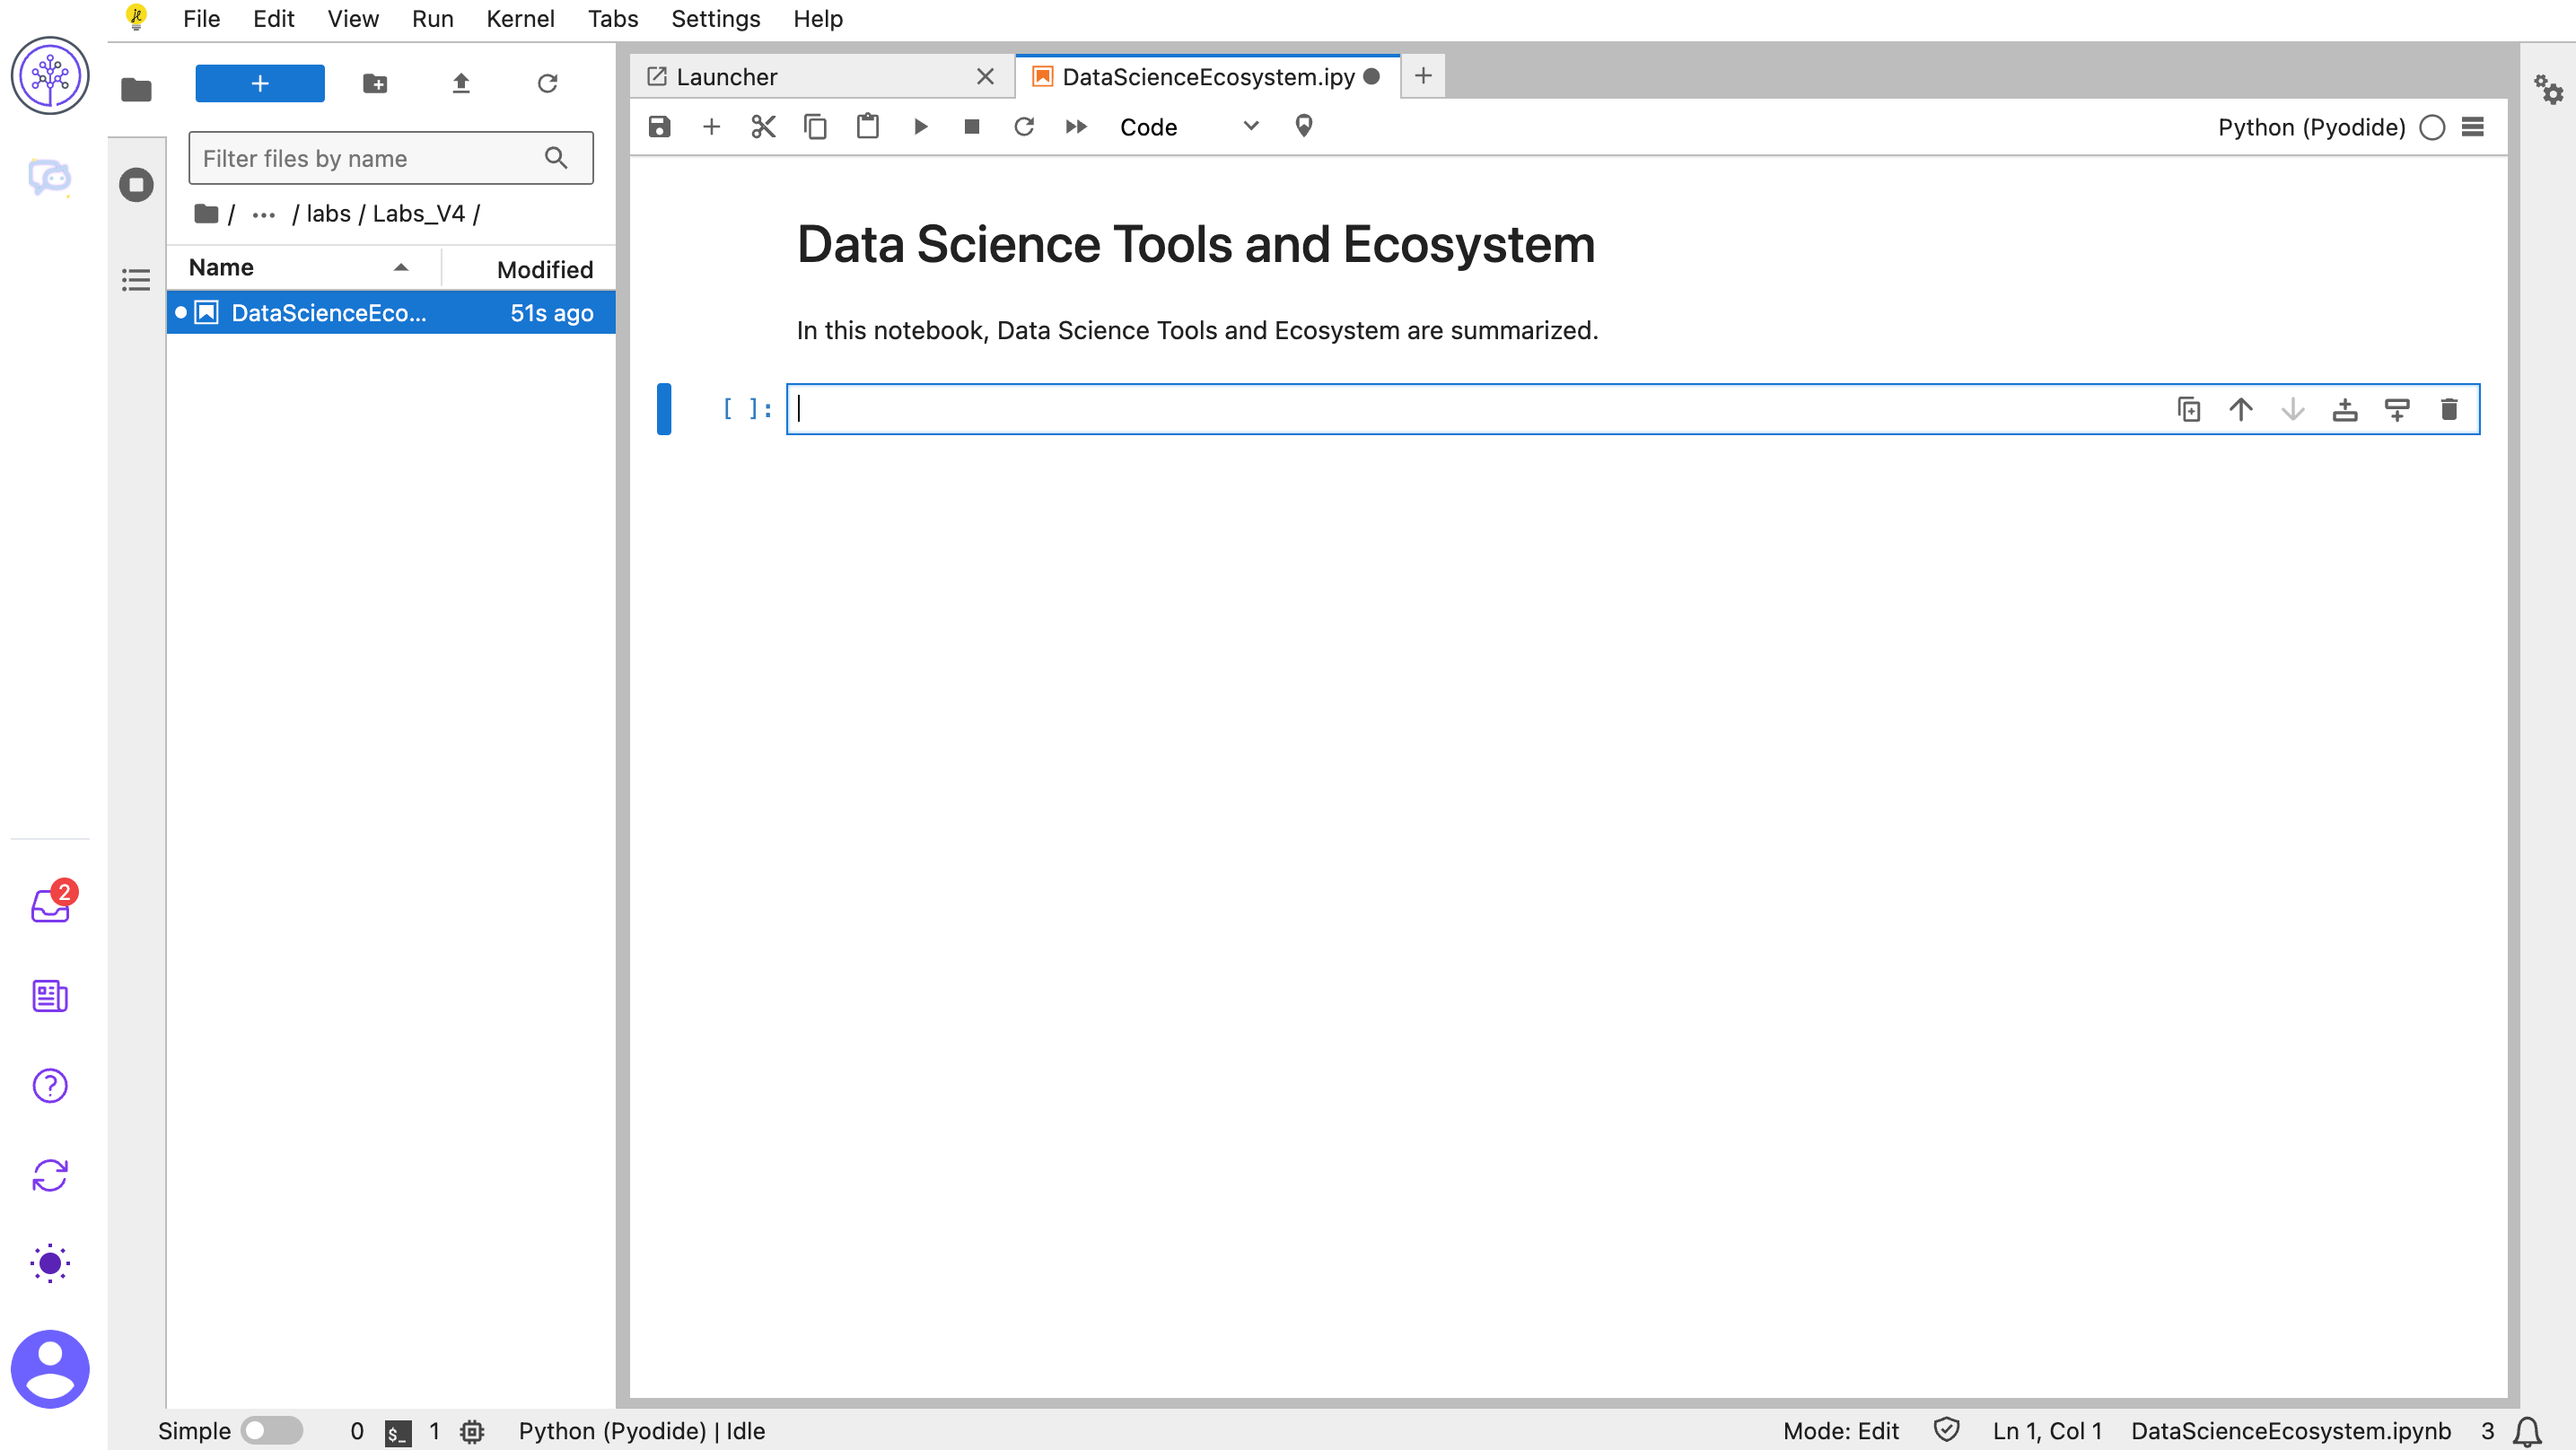 File Edit View Run Kernel Tabs Settings Help
Launcher
DataScienceEcosystem.ipy
Filter files by name
Code
Python (Pyodide)
/ ... / labs / Labs_V4 /
Name Modified
DataScienceEco... 51s ago
Data Science Tools and Ecosystem
In this notebook, Data Science Tools and Ecosystem are summarized.
[ ]:
2
Simple 0 $_ 1 Python (Pyodide) | Idle Mode: Edit Ln 1, Col 1 DataScienceEcosystem.ipynb 3